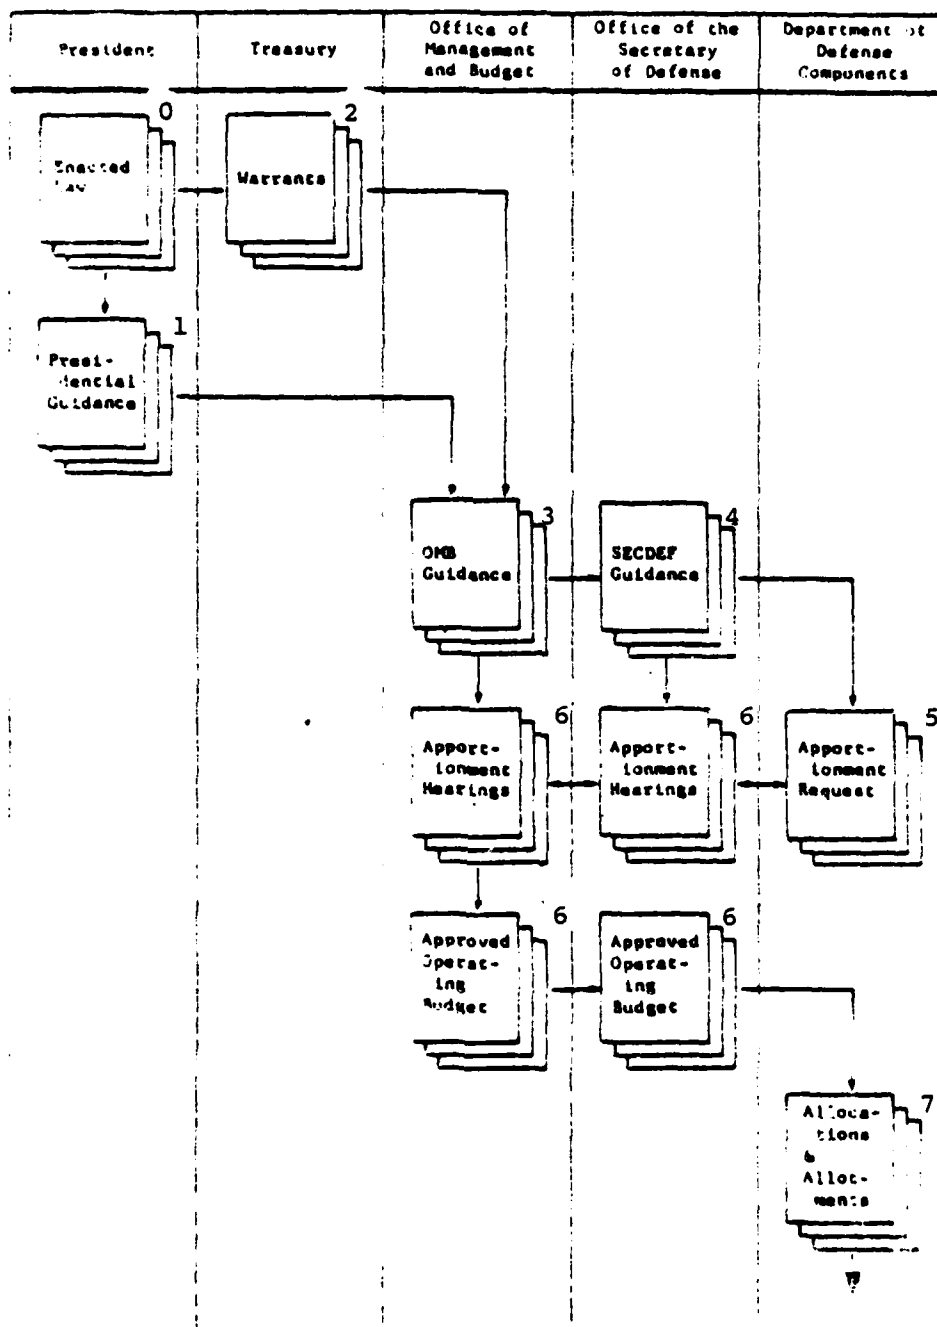 President
Treasury
Office of
Management
and Budget
Office of the
Secretary
of Defense
Department of
Defense
Components
0
Enacted
Law
2
Warrants
1
Presi-
dential
Guidance
3
OMB
Guidance
4
SECDEF
Guidance
6
Apport-
ionment
Hearings
6
Apport-
ionment
Hearings
5
Apport-
ionment
Request
6
Approved
Operat-
ing
Budget
6
Approved
Operat-
ing
Budget
7
Alloca-
tions
&
Allot-
ments